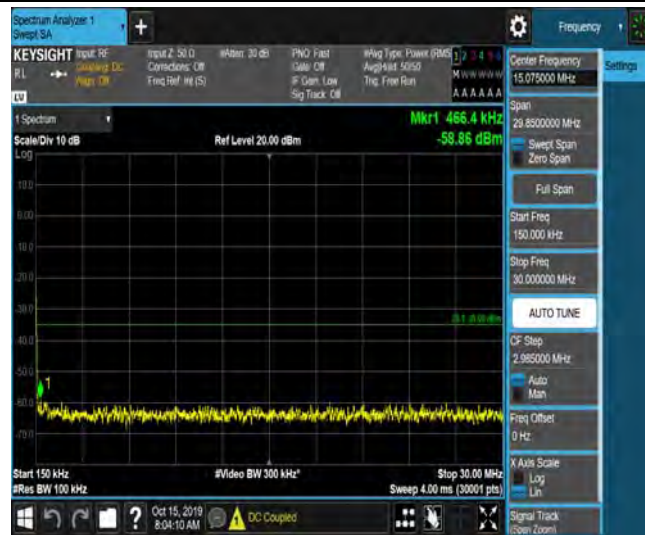 Spectrum Analyzer 1
Swept SA
+
Frequency
KEYSIGHT
RL
LV
Input: RF
Coupling: DC
Align: Off
Input Z: 50 Ω
Corrections: Off
Freq Ref: Int (S)
#Atten: 30 dB
PNO: Fast
Gate: Off
IF Gain: Low
Sig Track: Off
#Avg Type: Power (RMS
Avg|Hold: 50/50
Trig: Free Run
1 2 3 4 5 6
M W W W W W
A A A A A A
1 Spectrum
Scale/Div 10 dB
Log
Ref Level 20.00 dBm
Mkr1 466.4 kHz
-58.86 dBm
10.0
0.00
-10.0
-20.0
-30.0
-40.0
-50.0
-60.0
-70.0
1
Start 150 kHz
#Res BW 100 kHz
#Video BW 300 kHz*
Stop 30.00 MHz
Sweep 4.00 ms (30001 pts)
Center Frequency
15.075000 MHz
Settings
Span
29.8500000 MHz
Swept Span
Zero Span
Full Span
Start Freq
150.000 kHz
Stop Freq
30.000000 MHz
AUTO TUNE
CF Step
2.985000 MHz
Auto
Man
Freq Offset
0 Hz
X Axis Scale
Log
Lin
Signal Track
(Span Zoom)
?
Oct 15, 2019
8:04:10 AM
DC Coupled